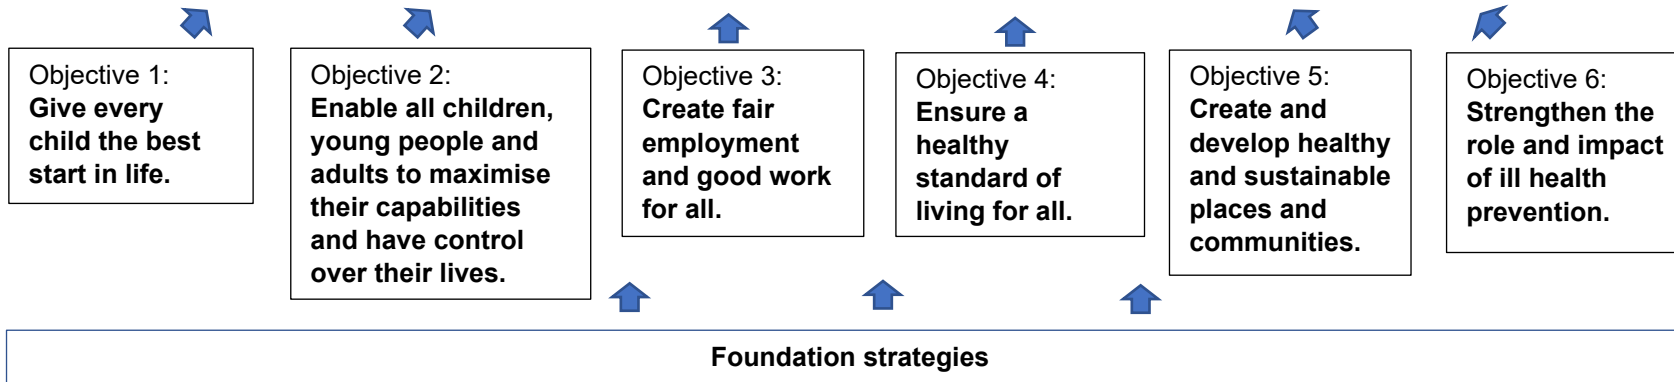 Objective 1:
Give every
child the best
start in life.
Objective 2:
Enable all children,
young people and
adults to maximise
their capabilities
and have control
over their lives.
Objective 3:
Create fair
employment
and good work
for all.
Objective 4:
Ensure a
healthy
standard of
living for all.
Objective 5:
Create and
develop healthy
and sustainable
places and
communities.
Objective 6:
Strengthen the
role and impact
of ill health
prevention.
Foundation strategies